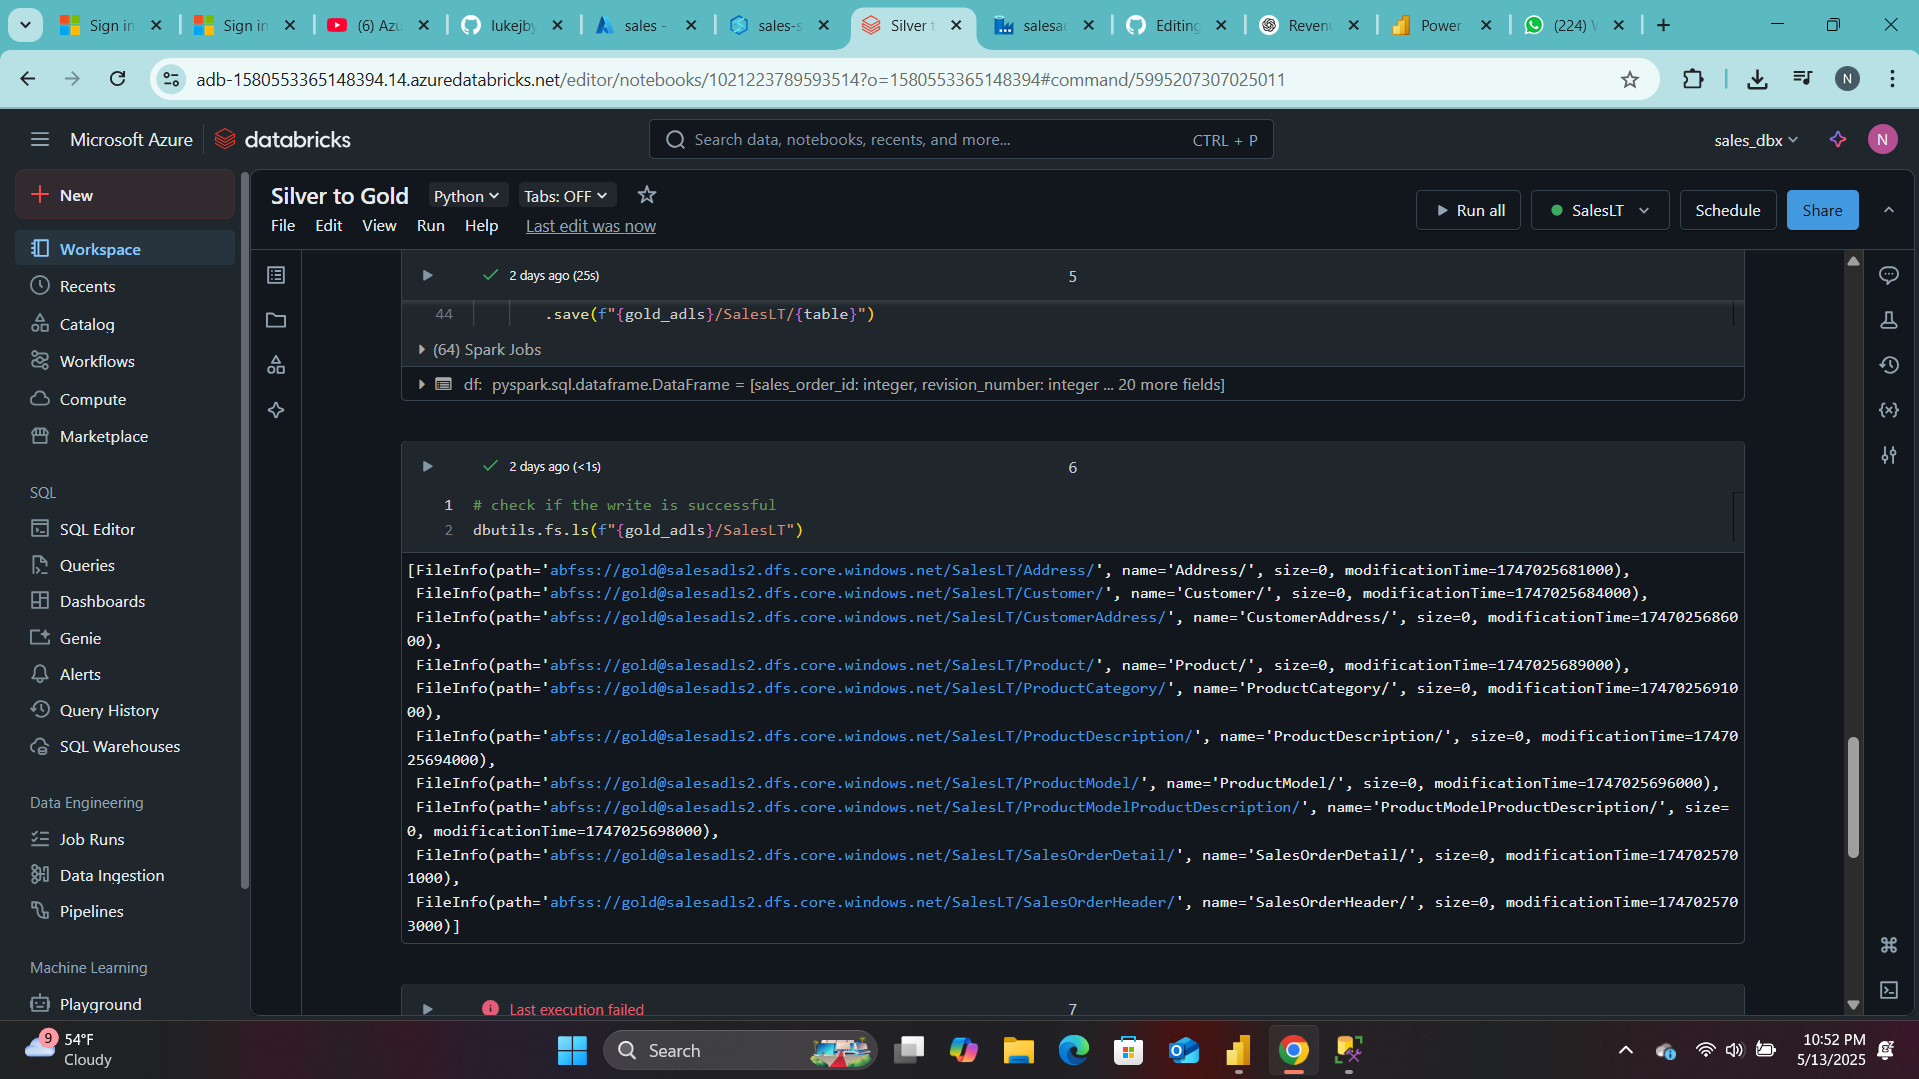 Sign in
Sign in
(6) Azu
lukejby
sales -
sales-s
Silver t
salesad
Editing
Reven
Power
(224) W
adb-1580553365148394.14.azuredatabricks.net/editor/notebooks/1021223789593514?o=1580553365148394#command/5995207307025011
N
Microsoft Azure
databricks
Search data, notebooks, recents, and more...
CTRL + P
sales_dbx
N
New
Workspace
Recents
Catalog
Workflows
Compute
Marketplace
SQL
SQL Editor
Queries
Dashboards
Genie
Alerts
Query History
SQL Warehouses
Data Engineering
Job Runs
Data Ingestion
Pipelines
Machine Learning
Playground
Silver to Gold
Python
Tabs: OFF
File
Edit
View
Run
Help
Last edit was now
Run all
SalesLT
Schedule
Share
2 days ago (25s)
5
44 .save(f"{gold_adls}/SalesLT/{table}")
(64) Spark Jobs
df: pyspark.sql.dataframe.DataFrame = [sales_order_id: integer, revision_number: integer ... 20 more fields]
2 days ago (<1s)
6
1 # check if the write is successful
2 dbutils.fs.ls(f"{gold_adls}/SalesLT")
[FileInfo(path='abfss://gold@salesadls2.dfs.core.windows.net/SalesLT/Address/', name='Address/', size=0, modificationTime=1747025681000),
FileInfo(path='abfss://gold@salesadls2.dfs.core.windows.net/SalesLT/Customer/', name='Customer/', size=0, modificationTime=1747025684000),
FileInfo(path='abfss://gold@salesadls2.dfs.core.windows.net/SalesLT/CustomerAddress/', name='CustomerAddress/', size=0, modificationTime=17470256860
00),
FileInfo(path='abfss://gold@salesadls2.dfs.core.windows.net/SalesLT/Product/', name='Product/', size=0, modificationTime=1747025689000),
FileInfo(path='abfss://gold@salesadls2.dfs.core.windows.net/SalesLT/ProductCategory/', name='ProductCategory/', size=0, modificationTime=17470256910
00),
FileInfo(path='abfss://gold@salesadls2.dfs.core.windows.net/SalesLT/ProductDescription/', name='ProductDescription/', size=0, modificationTime=17470
25694000),
FileInfo(path='abfss://gold@salesadls2.dfs.core.windows.net/SalesLT/ProductModel/', name='ProductModel/', size=0, modificationTime=1747025696000),
FileInfo(path='abfss://gold@salesadls2.dfs.core.windows.net/SalesLT/ProductModelProductDescription/', name='ProductModelProductDescription/', size=
0, modificationTime=1747025698000),
FileInfo(path='abfss://gold@salesadls2.dfs.core.windows.net/SalesLT/SalesOrderDetail/', name='SalesOrderDetail/', size=0, modificationTime=174702570
1000),
FileInfo(path='abfss://gold@salesadls2.dfs.core.windows.net/SalesLT/SalesOrderHeader/', name='SalesOrderHeader/', size=0, modificationTime=174702570
3000)]
Last execution failed
7
9
54°F
Cloudy
Search
10:52 PM
5/13/2025